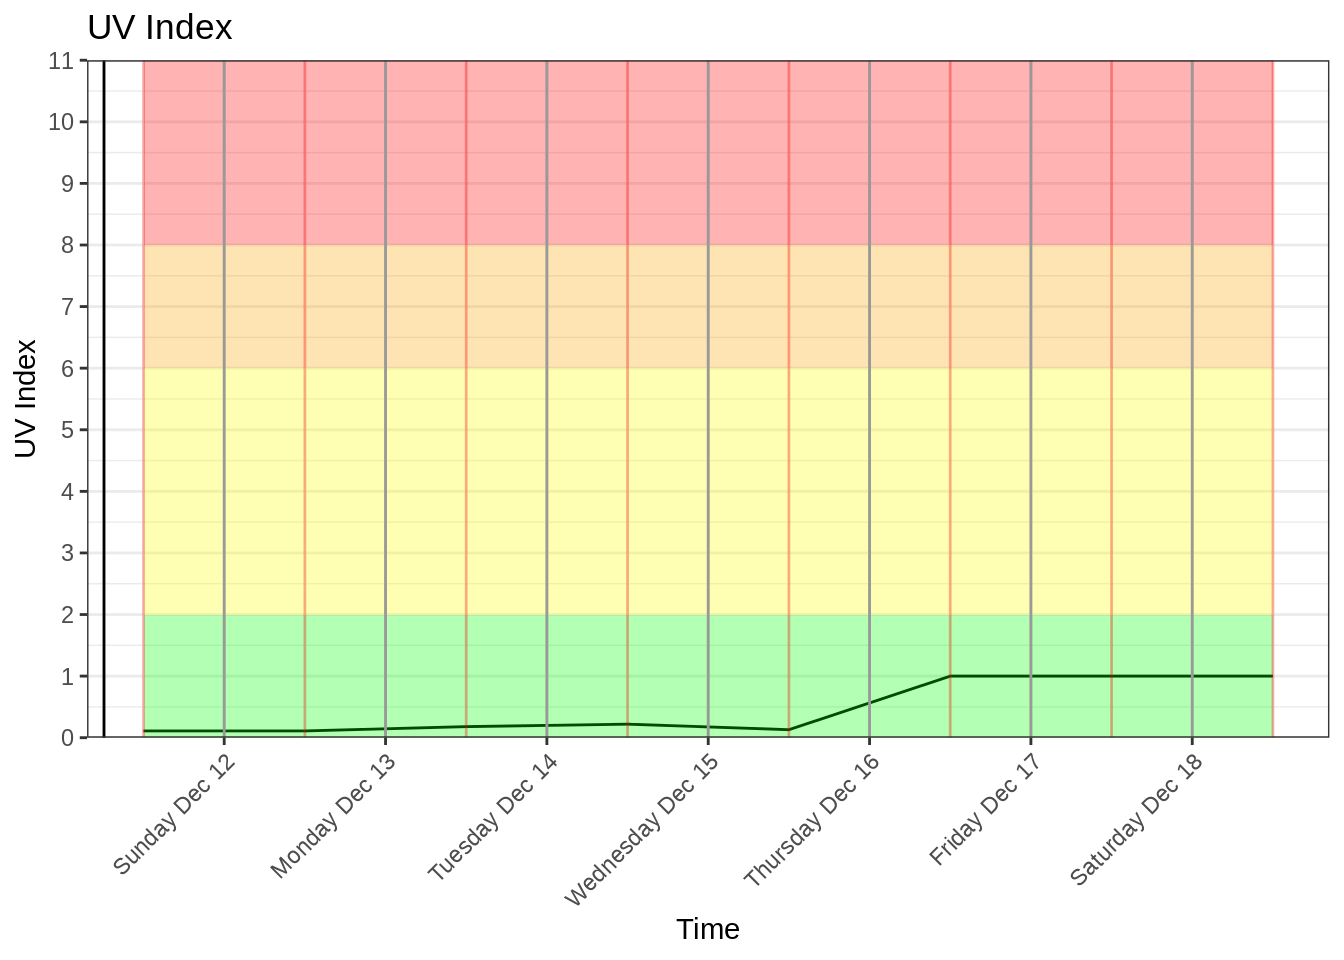 UV Index
11
10
9
8
7
6
5
4
3
2
1
0
UV Index
Sunday Dec 12
Monday Dec 13
Tuesday Dec 14
Wednesday Dec 15
Thursday Dec 16
Friday Dec 17
Saturday Dec 18
Time